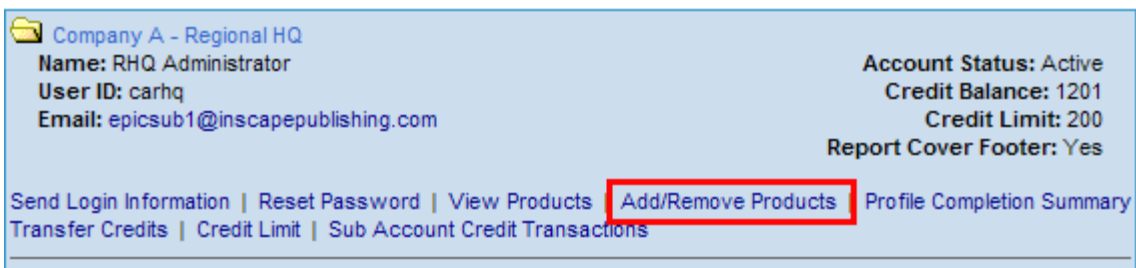 Company A - Regional HQ
Name: RHQ Administrator
Account Status: Active
User ID: carhq
Credit Balance: 1201
Email: epicsub1@inscapepublishing.com
Credit Limit: 200
Report Cover Footer: Yes
Send Login Information | Reset Password | View Products | Add/Remove Products | Profile Completion Summary
Transfer Credits | Credit Limit | Sub Account Credit Transactions